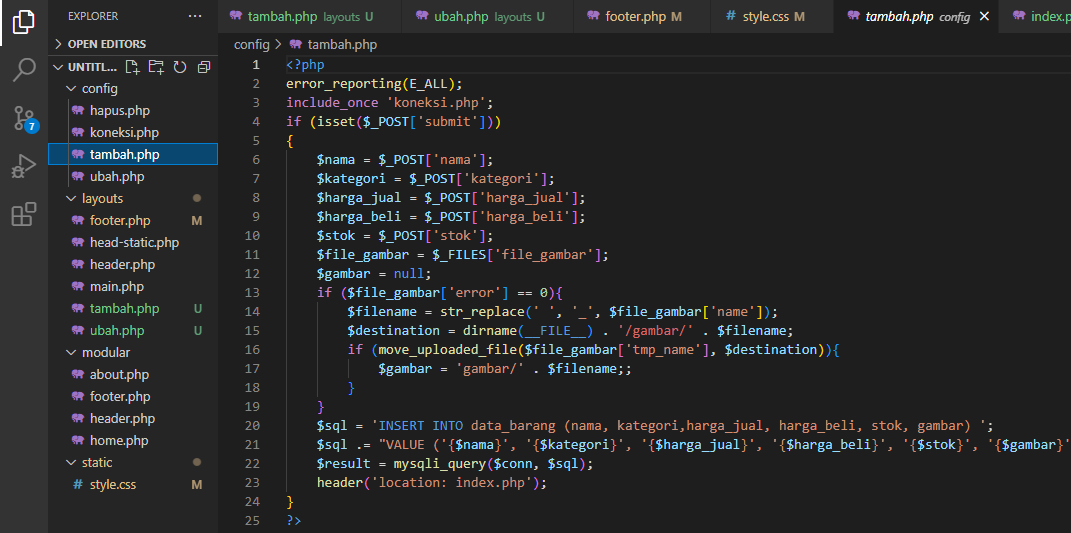 EXPLORER ...
OPEN EDITORS
UNTITL...
config
hapus.php
koneksi.php
tambah.php
ubah.php
layouts
footer.php M
head-static.php
header.php
main.php
tambah.php U
ubah.php U
modular
about.php
footer.php
header.php
home.php
static
# style.css M
7
tambah.php layouts U
ubah.php layouts U
footer.php M
# style.css M
tambah.php config ×
index.p
config > tambah.php
1 <?php
2 error_reporting(E_ALL);
3 include_once 'koneksi.php';
4 if (isset($_POST['submit']))
5 {
6 $nama = $_POST['nama'];
7 $kategori = $_POST['kategori'];
8 $harga_jual = $_POST['harga_jual'];
9 $harga_beli = $_POST['harga_beli'];
10 $stok = $_POST['stok'];
11 $file_gambar = $_FILES['file_gambar'];
12 $gambar = null;
13 if ($file_gambar['error'] == 0){
14 $filename = str_replace(' ', '_', $file_gambar['name']);
15 $destination = dirname(__FILE__) . '/gambar/' . $filename;
16 if (move_uploaded_file($file_gambar['tmp_name'], $destination)){
17 $gambar = 'gambar/' . $filename;;
18 }
19 }
20 $sql = 'INSERT INTO data_barang (nama, kategori,harga_jual, harga_beli, stok, gambar) ';
21 $sql .= "VALUE ('{$nama}', '{$kategori}', '{$harga_jual}', '{$harga_beli}', '{$stok}', '{$gambar}'
22 $result = mysqli_query($conn, $sql);
23 header('location: index.php');
24 }
25 ?>